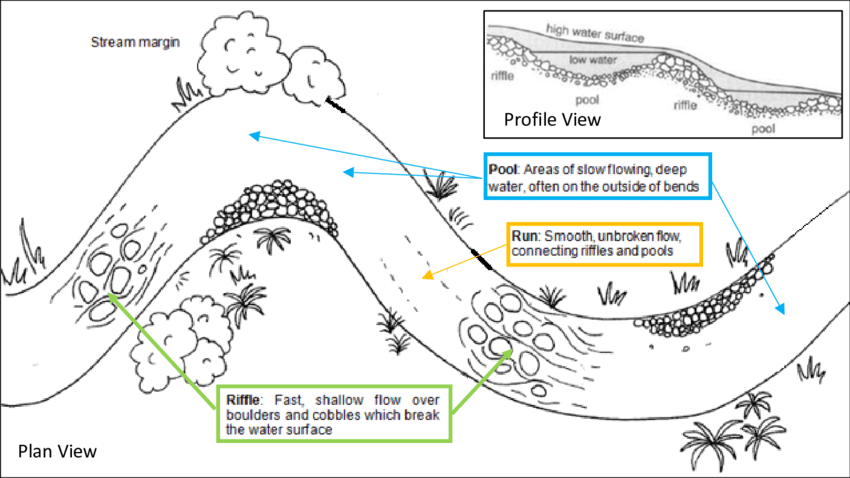 Stream margin
high water surface
low water
riffle
pool
riffle
pool
Profile View
Pool: Areas of slow flowing, deep
water, often on the outside of bends
Run: Smooth, unbroken flow,
connecting riffles and pools
Riffle: Fast, shallow flow over
boulders and cobbles which break
the water surface
Plan View